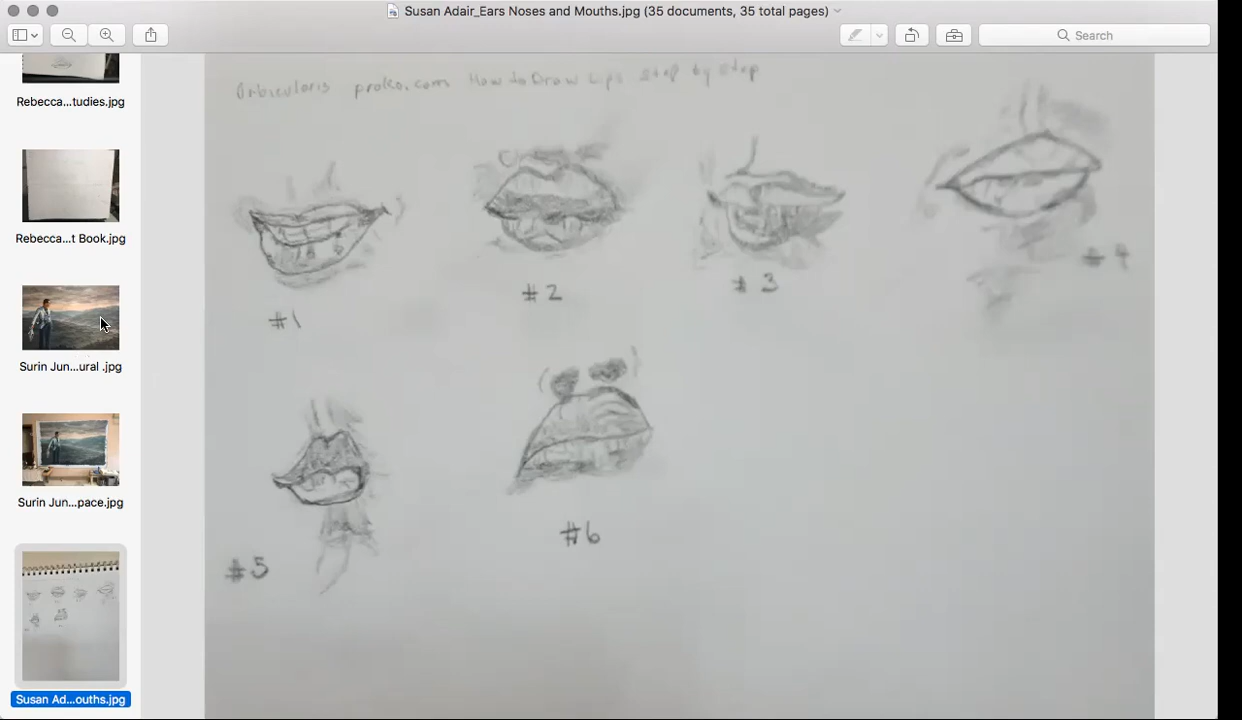 Susan Adair_Ears Noses and Mouths.jpg (35 documents, 35 total pages)
Search
Rebecca...tudies.jpg
Rebecca...t Book.jpg
Surin Jun...ural .jpg
Surin Jun...pace.jpg
Susan Ad...ouths.jpg
Orbicularis proko.com How to Draw Lips step by step
#1
#2
#3
#4
#5
#6